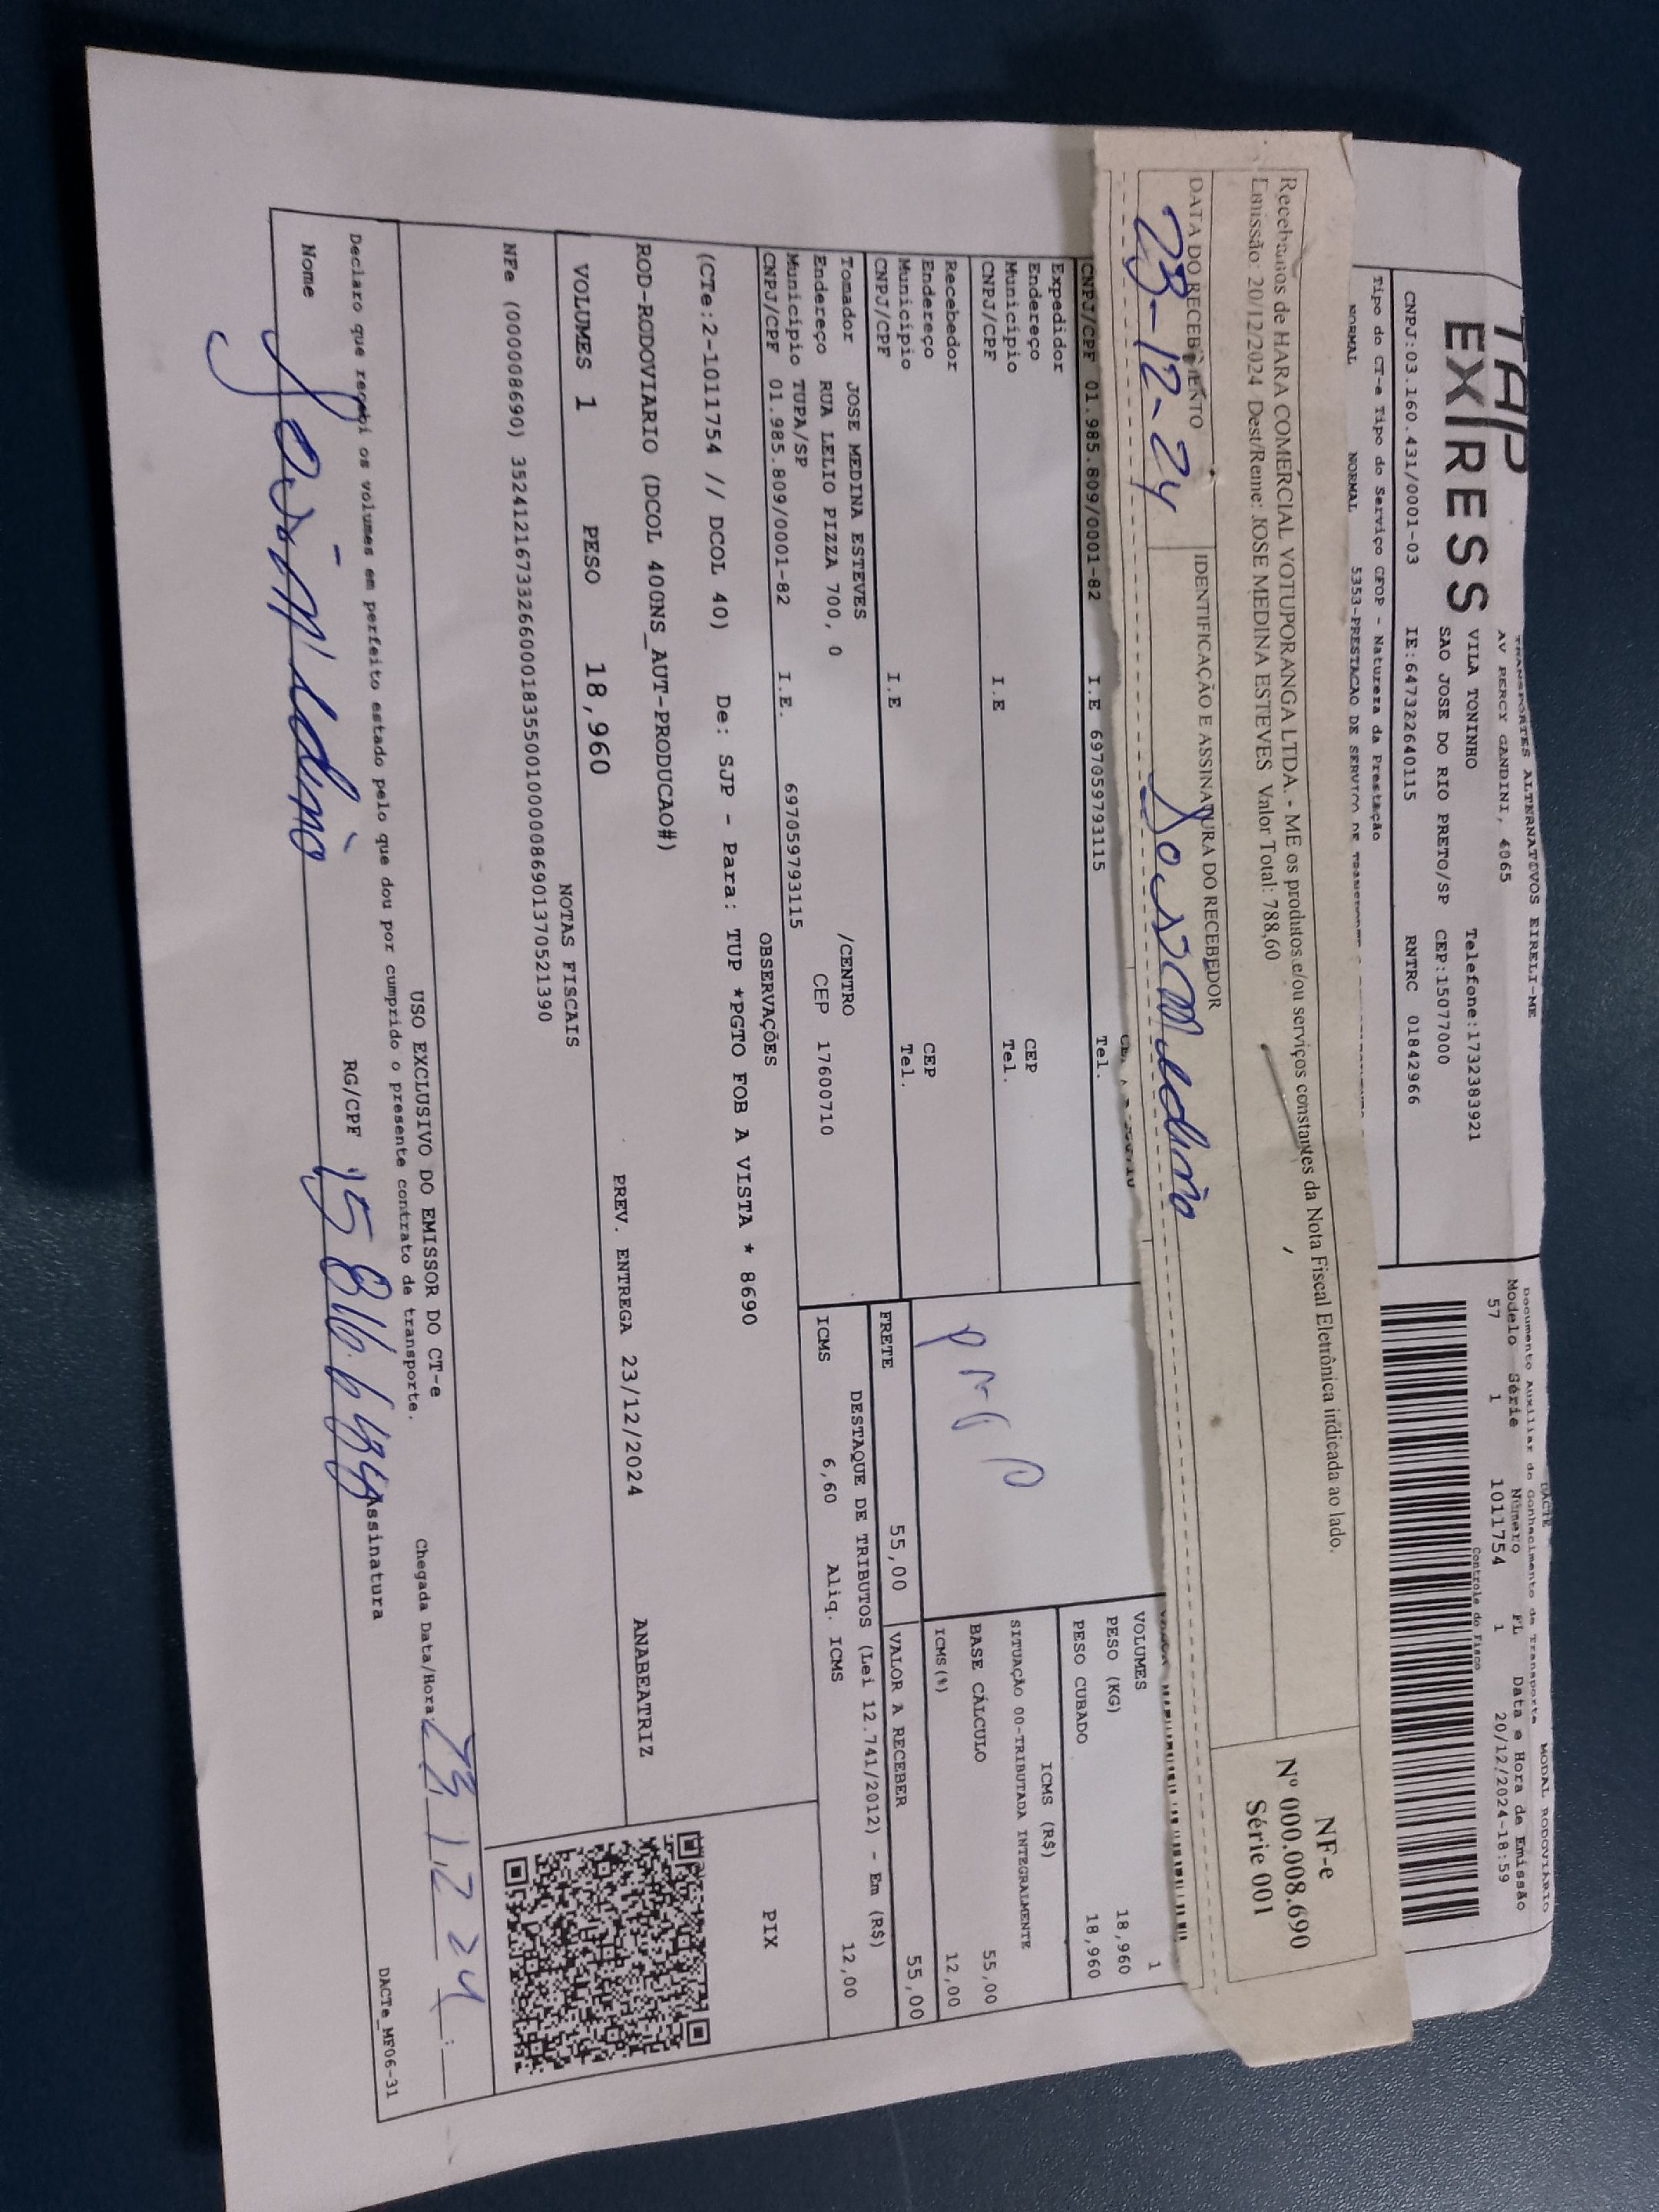 TAP
EXPRESS
TRANSPORTES ALTERNATIVOS EIRELI-ME
AV PERCY GANDINI, 4065
VILA TONINHO Telefone:1732383921
SAO JOSE DO RIO PRETO/SP CEP:15077000
CNPJ:03.160.431/0001-03 IE:647322640115 RNTRC 01842966
Tipo do CT-e Tipo do Serviço CFOP - Natureza da Prestação
NORMAL NORMAL 5353-PRESTACAO DE SERVICO DE
DACTE MODAL RODOVIARIO
Documento Auxiliar do Conhecimento de Transporte
Modelo Série Número FL Data e Hora de Emissão
57 1 1011754 1 20/12/2024-18:59
Controle do Fisco
Recebemos de HARA COMERCIAL VOTUPORANGA LTDA. - ME os produtos e/ou serviços constantes da Nota Fiscal Eletrônica indicada ao lado.
Emissão: 20/12/2024 Dest/Reme: JOSE MEDINA ESTEVES Valor Total: 788,60
NF-e
Nº 000.008.690
Série 001
DATA DO RECEBIMENTO IDENTIFICAÇÃO E ASSINATURA DO RECEBEDOR
23-12-24
CNPJ/CPF 01.985.809/0001-82 I.E 697059793115 Tel.
Expedidor
Endereço CEP
Município Tel.
CNPJ/CPF I.E
Recebedor
Endereço CEP
Município Tel.
CNPJ/CPF I.E
Tomador JOSE MEDINA ESTEVES
Endereço RUA LELIO PIZZA 700, 0 /CENTRO
Município TUPA/SP CEP 17600710
CNPJ/CPF 01.985.809/0001-82 I.E. 697059793115
VOLUMES 1
PESO (KG) 18,960
PESO CUBADO 18,960
ICMS (R$)
SITUAÇÃO 00-TRIBUTADA INTEGRALMENTE
BASE CÁLCULO 55,00
ICMS(%) 12,00
FRETE 55,00 VALOR A RECEBER 55,00
DESTAQUE DE TRIBUTOS (Lei 12.741/2012) - Em (R$)
ICMS 6,60 Aliq. ICMS 12,00
OBSERVAÇÕES
(CTe:2-1011754 // DCOL 40) De: SJP - Para: TUP *PGTO FOB A VISTA * 8690
ROD-RODOVIARIO (DCOL 400NS_AUT-PRODUCAO#)
PIX
VOLUMES 1 PESO 18,960 PREV. ENTREGA 23/12/2024 ANABEATRIZ
NOTAS FISCAIS
NFe (000008690) 35241216733266000183550010000086901370521390
USO EXCLUSIVO DO EMISSOR DO CT-e
Declaro que recebi os volumes em perfeito estado pelo que dou por cumprido o presente contrato de transporte.
Chegada Data/Hora: 23 12 24 :
Nome RG/CPF Assinatura
DACTe_MF06-31